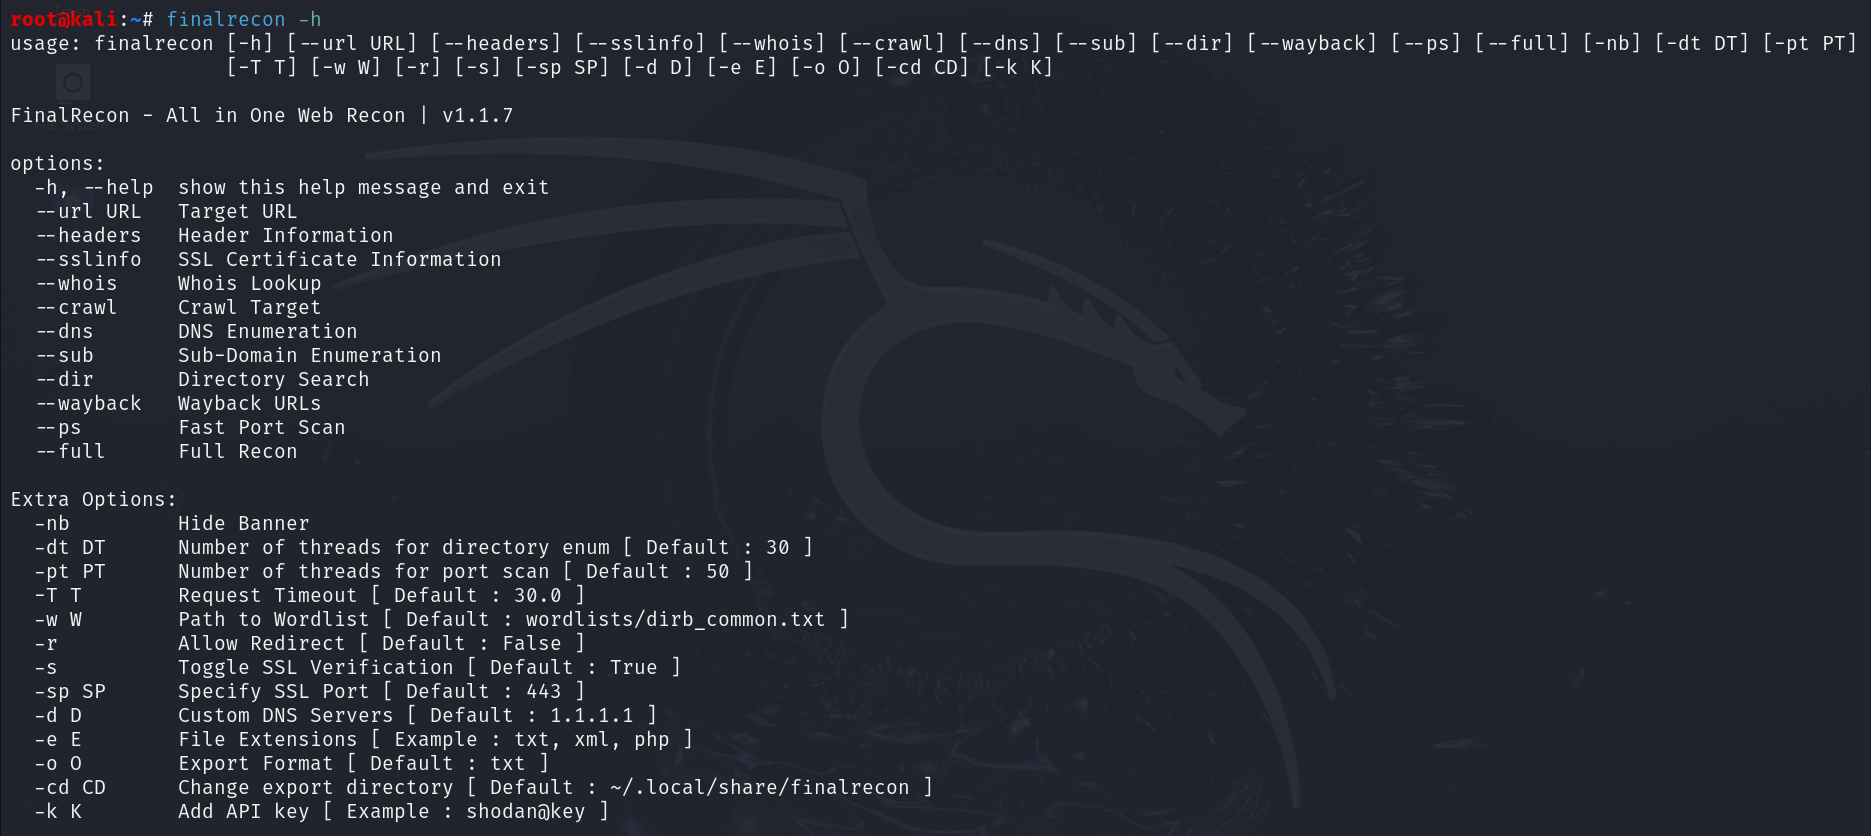 root@kali:~# finalrecon -h
usage: finalrecon [-h] [--url URL] [--headers] [--sslinfo] [--whois] [--crawl] [--dns] [--sub] [--dir] [--wayback] [--ps] [--full] [-nb] [-dt DT] [-pt PT]
[-T T] [-w W] [-r] [-s] [-sp SP] [-d D] [-e E] [-o O] [-cd CD] [-k K]
FinalRecon - All in One Web Recon | v1.1.7
options:
-h, --help show this help message and exit
--url URL Target URL
--headers Header Information
--sslinfo SSL Certificate Information
--whois Whois Lookup
--crawl Crawl Target
--dns DNS Enumeration
--sub Sub-Domain Enumeration
--dir Directory Search
--wayback Wayback URLs
--ps Fast Port Scan
--full Full Recon
Extra Options:
-nb Hide Banner
-dt DT Number of threads for directory enum [ Default : 30 ]
-pt PT Number of threads for port scan [ Default : 50 ]
-T T Request Timeout [ Default : 30.0 ]
-w W Path to Wordlist [ Default : wordlists/dirb_common.txt ]
-r Allow Redirect [ Default : False ]
-s Toggle SSL Verification [ Default : True ]
-sp SP Specify SSL Port [ Default : 443 ]
-d D Custom DNS Servers [ Default : 1.1.1.1 ]
-e E File Extensions [ Example : txt, xml, php ]
-o O Export Format [ Default : txt ]
-cd CD Change export directory [ Default : ~/.local/share/finalrecon ]
-k K Add API key [ Example : shodan@key ]